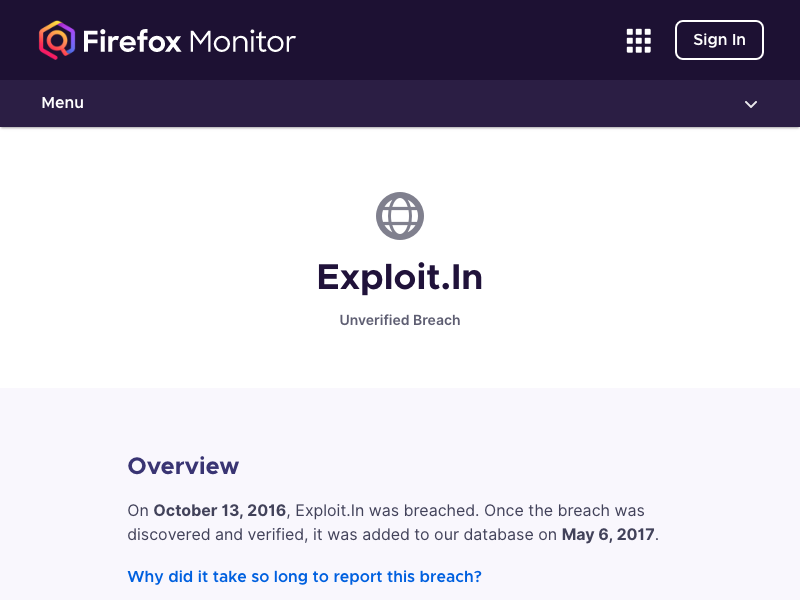 Firefox Monitor
Sign In
Menu
Exploit.In
Unverified Breach
Overview
On October 13, 2016, Exploit.In was breached. Once the breach was
discovered and verified, it was added to our database on May 6, 2017.
Why did it take so long to report this breach?